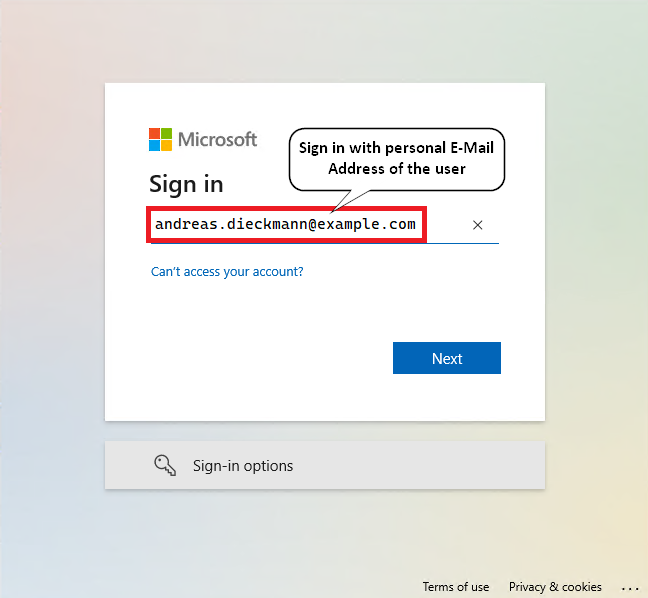 Microsoft
Sign in with personal E-Mail
Address of the user
Sign in
andreas.dieckmann@example.com
Can't access your account?
Next
Sign-in options
Terms of use Privacy & cookies ...